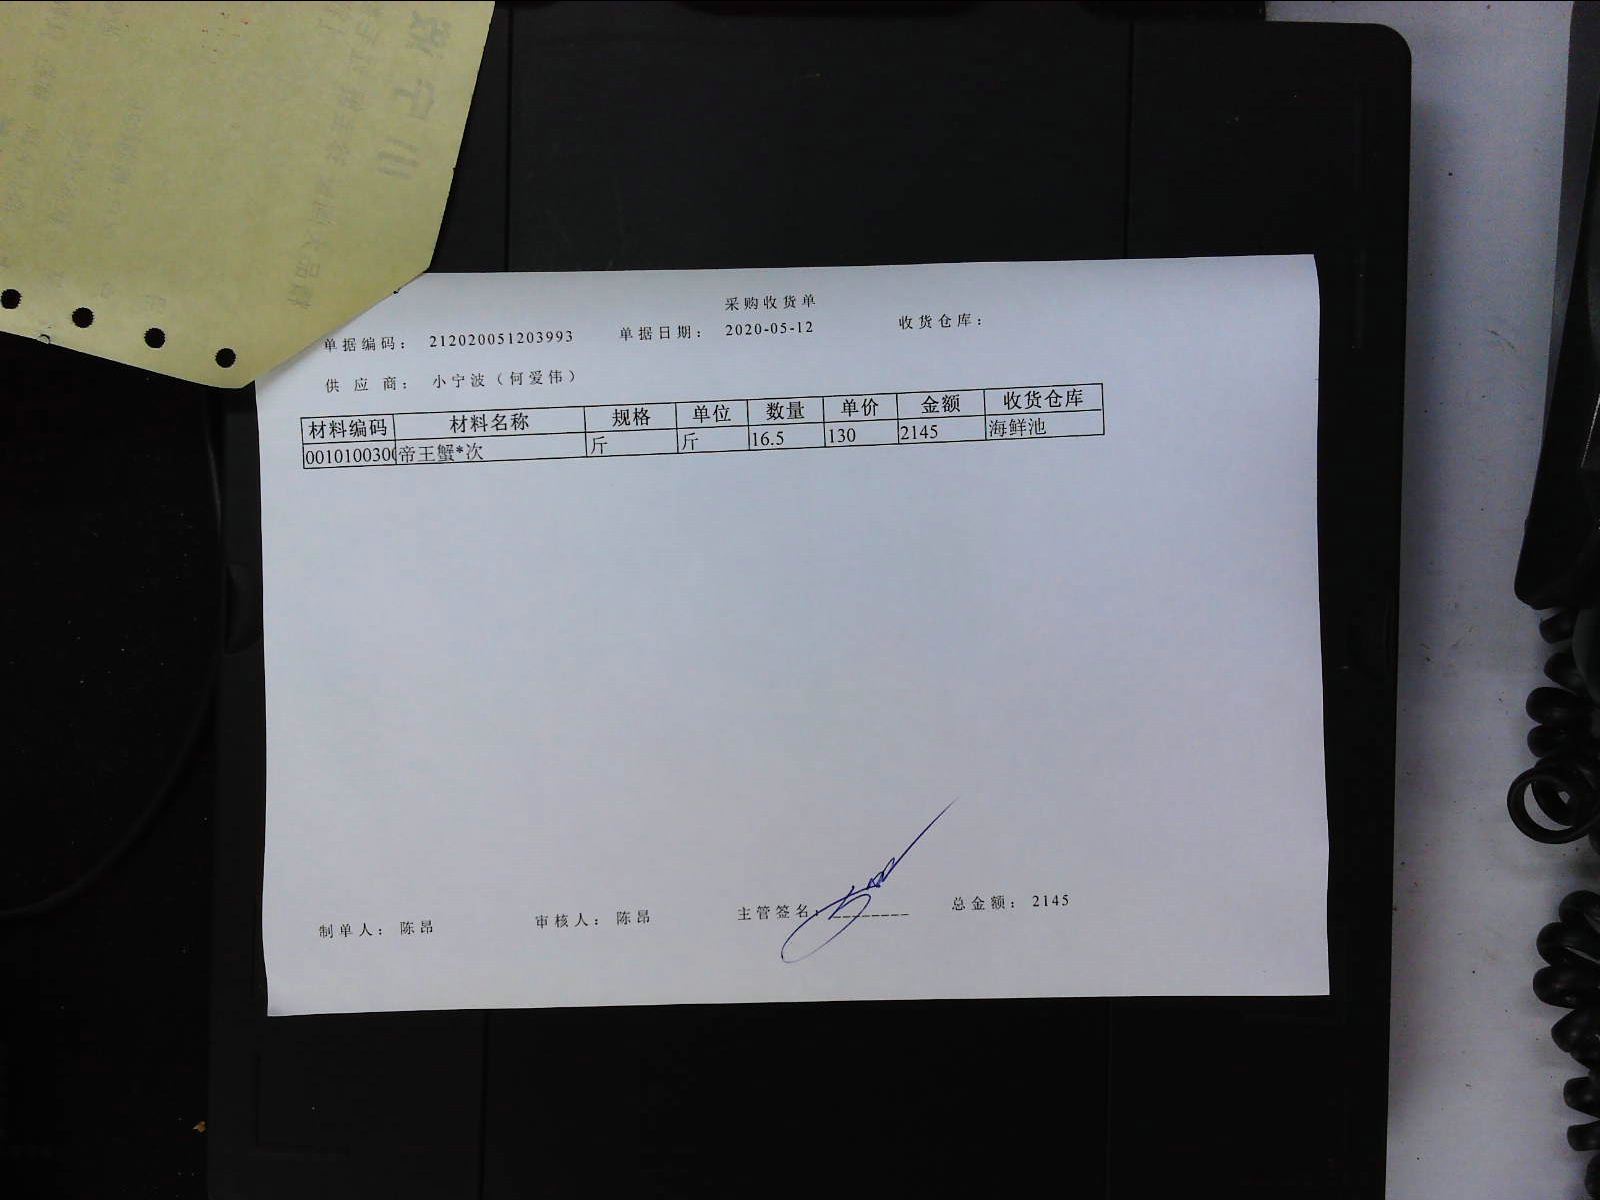 采购收货单
单据编码： 212020051203993 单据日期： 2020-05-12 收货仓库：
供 应 商： 小宁波（何爱伟）
材料编码 材料名称 规格 单位 数量 单价 金额 收货仓库
001010030 帝王蟹*次 斤 斤 16.5 130 2145 海鲜池
制单人： 陈昂 审核人： 陈昂 主管签名：________ 总金额： 2145